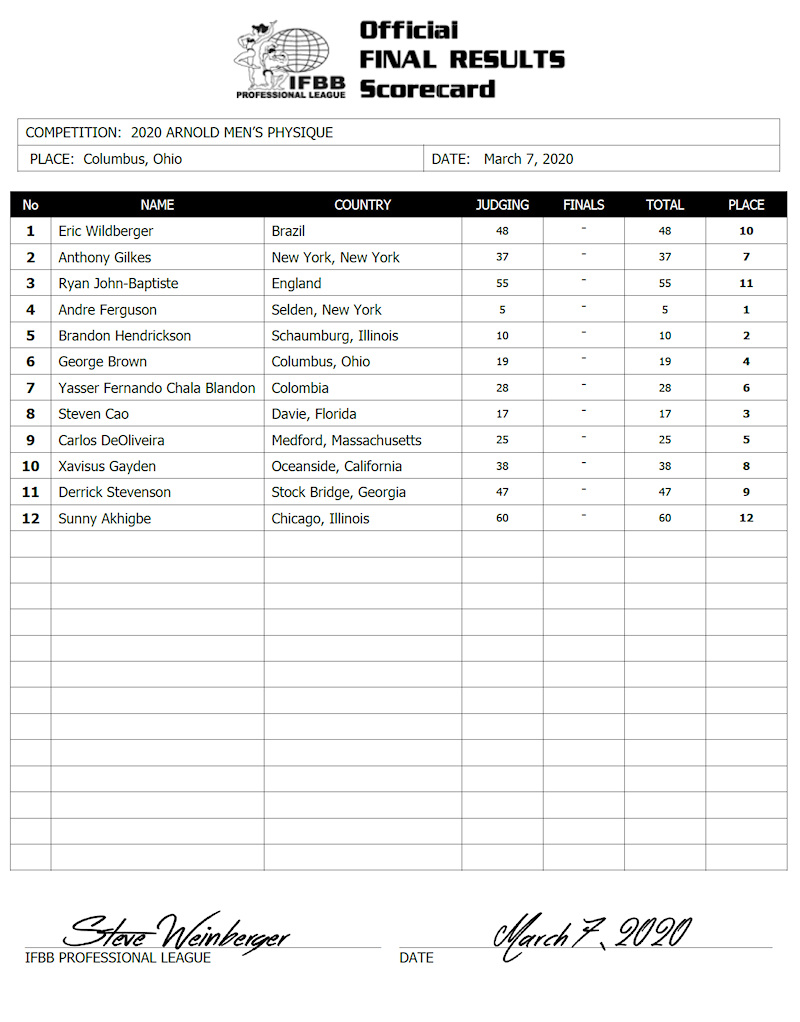 Official
FINAL RESULTS
Scorecard
IFBB
PROFESSIONAL LEAGUE
COMPETITION: 2020 ARNOLD MEN'S PHYSIQUE
PLACE: Columbus, Ohio DATE: March 7, 2020
No NAME COUNTRY JUDGING FINALS TOTAL PLACE
1 Eric Wildberger Brazil 48 - 48 10
2 Anthony Gilkes New York, New York 37 - 37 7
3 Ryan John-Baptiste England 55 - 55 11
4 Andre Ferguson Selden, New York 5 - 5 1
5 Brandon Hendrickson Schaumburg, Illinois 10 - 10 2
6 George Brown Columbus, Ohio 19 - 19 4
7 Yasser Fernando Chala Blandon Colombia 28 - 28 6
8 Steven Cao Davie, Florida 17 - 17 3
9 Carlos DeOliveira Medford, Massachusetts 25 - 25 5
10 Xavisus Gayden Oceanside, California 38 - 38 8
11 Derrick Stevenson Stock Bridge, Georgia 47 - 47 9
12 Sunny Akhigbe Chicago, Illinois 60 - 60 12
Steve Weinberger March 7, 2020
IFBB PROFESSIONAL LEAGUE DATE